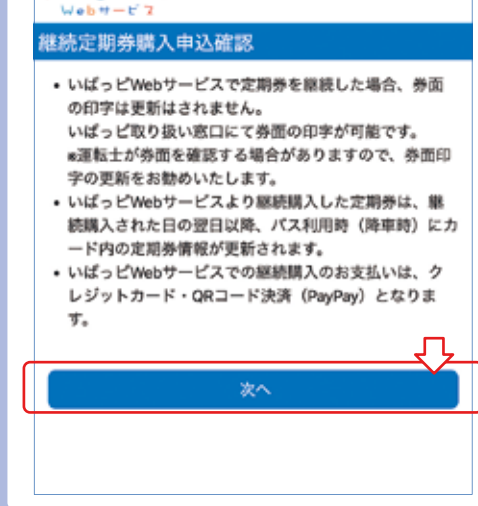 Webサービス
継続定期券購入申込確認
• いばっピWebサービスで定期券を継続した場合、券面
の印字は更新はされません。
いばっピ取り扱い窓口にて券面の印字が可能です。
※運転士が券面を確認する場合がありますので、券面印
字の更新をお勧めいたします。
• いばっピWebサービスより継続購入した定期券は、継
続購入された日の翌日以降、バス利用時（降車時）にカ
ード内の定期券情報が更新されます。
• いばっピWebサービスでの継続購入のお支払いは、ク
レジットカード・QRコード決済（PayPay）となりま
す。
次へ